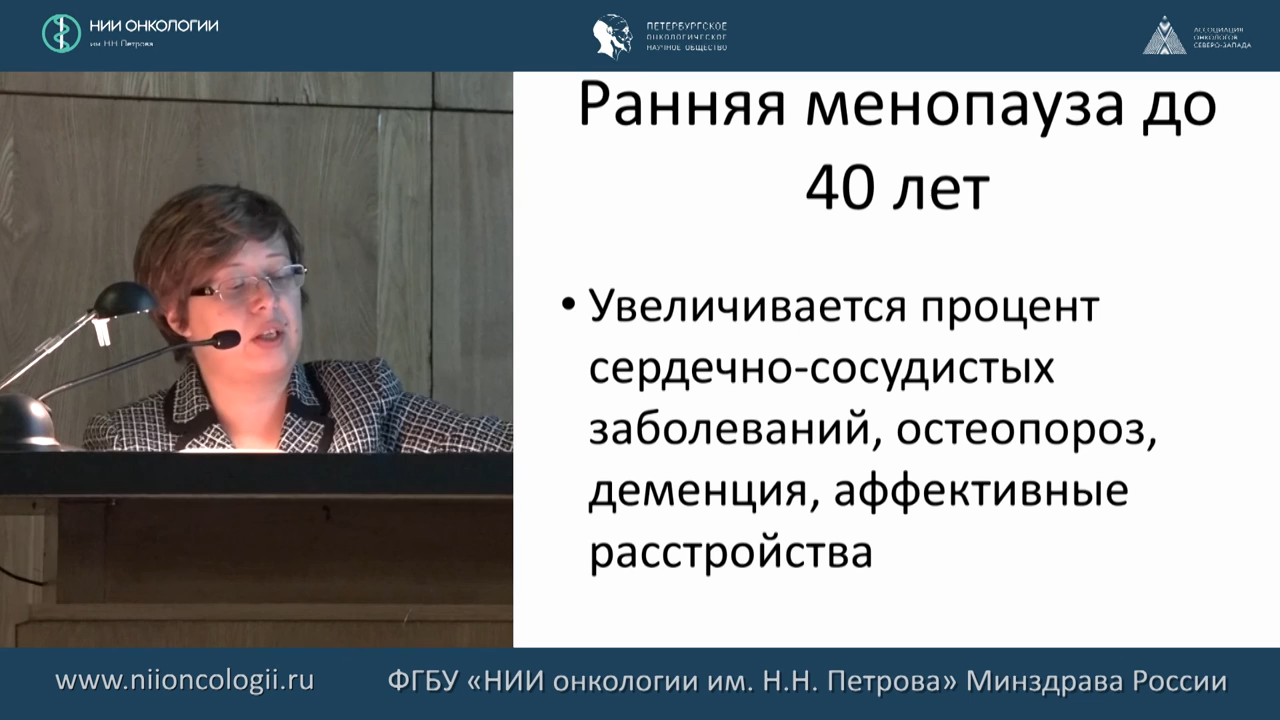 НИИ ОНКОЛОГИИ
им. Н.Н. Петрова
ПЕТЕРБУРГСКОЕ
ОНКОЛОГИЧЕСКОЕ
НАУЧНОЕ ОБЩЕСТВО
АССОЦИАЦИЯ
ОНКОЛОГОВ
СЕВЕРО-ЗАПАДА
Ранняя менопауза до
40 лет
• Увеличивается процент
сердечно-сосудистых
заболеваний, остеопороз,
деменция, аффективные
расстройства
www.niioncologii.ru
ФГБУ «НИИ онкологии им. Н.Н. Петрова» Минздрава России